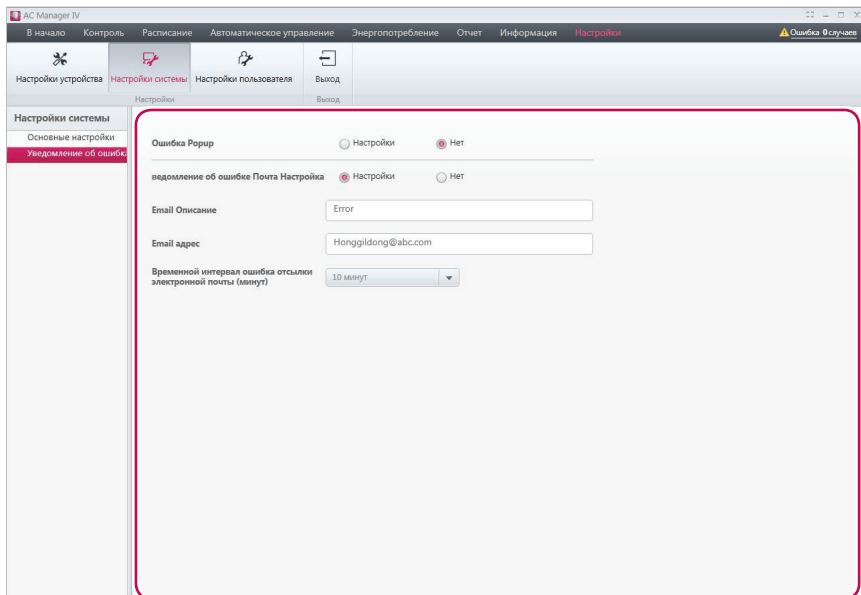 AC Manager IV
В начало Контроль Расписание Автоматическое управление Энергопотребление Отчет Информация Настройки Ошибка 0 случаев
Настройки устройства Настройки системы Настройки пользователя Выход
Настройки Выход
Настройки системы
Основные настройки
Уведомление об ошибк
Ошибка Popup Настройки Нет
ведомление об ошибке Почта Настройка Настройки Нет
Email Описание Error
Email адрес Honggildong@abc.com
Временной интервал ошибка отсылки
электронной почты (минут) 10 минут